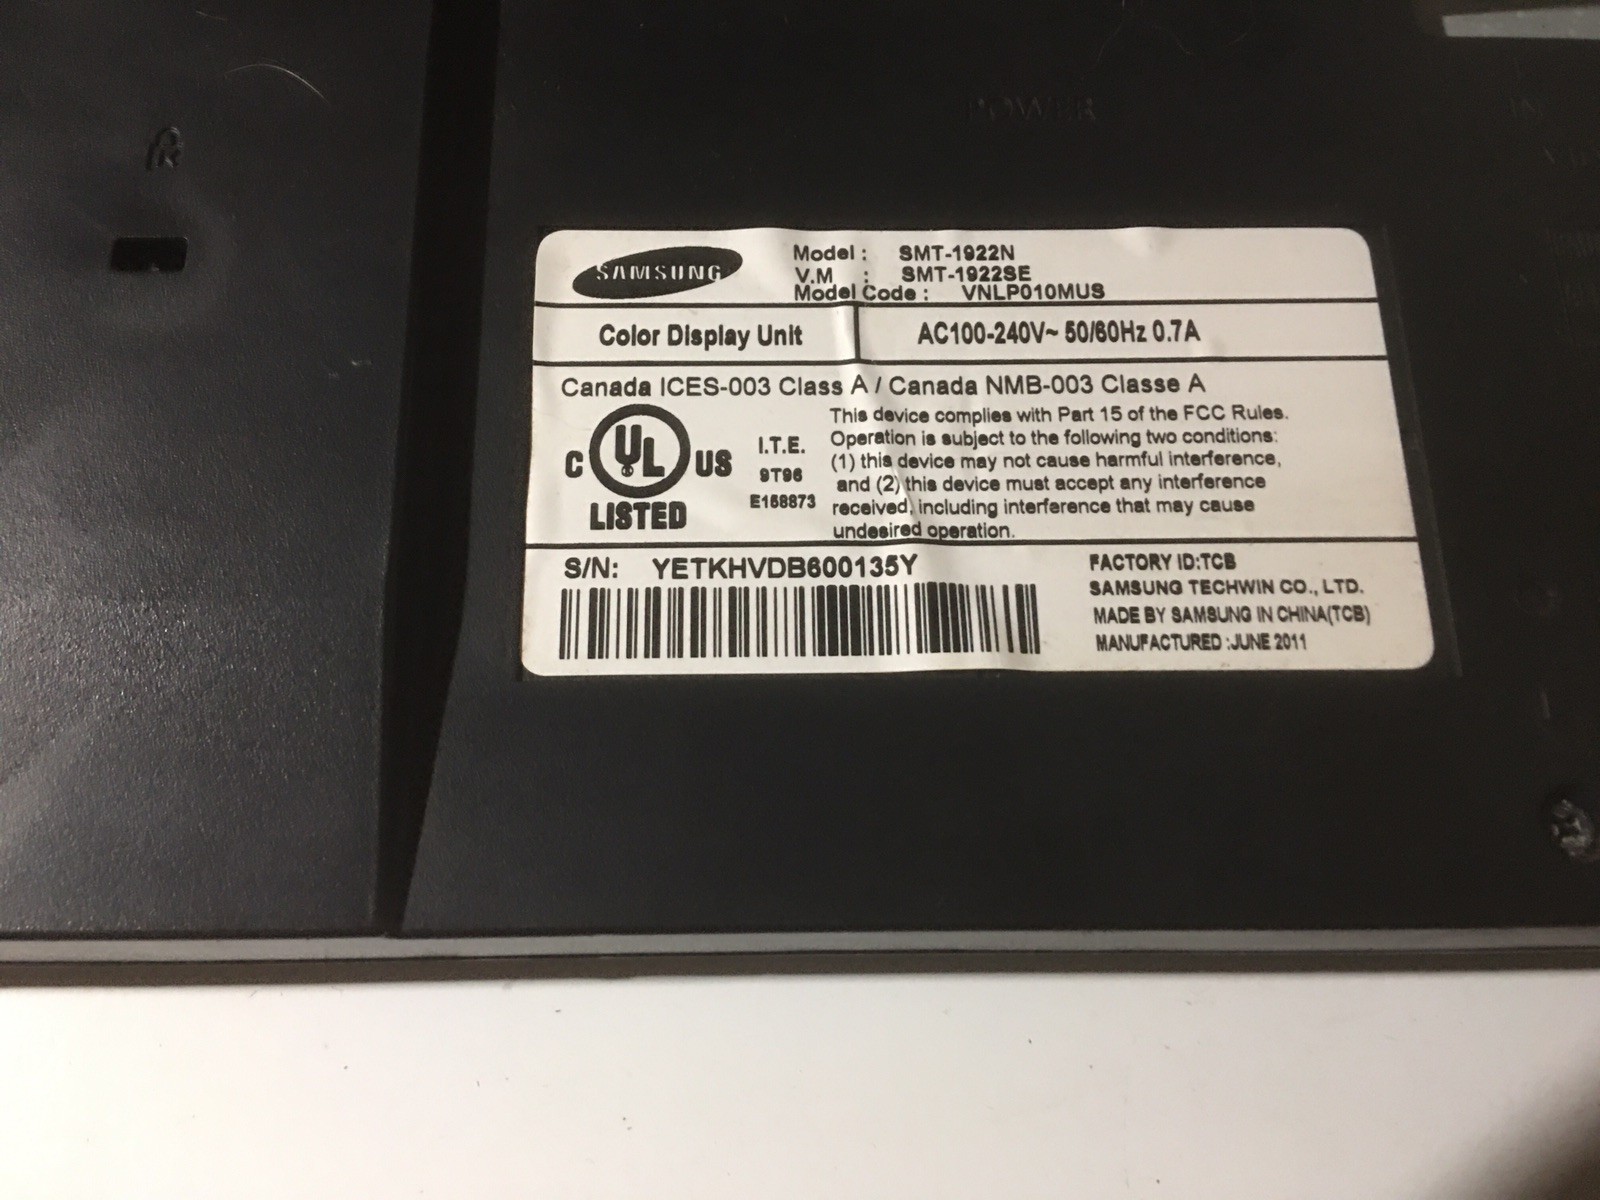 POWER
SAMSUNG
Model : SMT-1922N
V.M : SMT-1922SE
Model Code : VNLP010MUS
Color Display Unit
AC100-240V~ 50/60Hz 0.7A
Canada ICES-003 Class A / Canada NMB-003 Classe A
C UL US
LISTED
I.T.E.
9T96
E158873
This device complies with Part 15 of the FCC Rules.
Operation is subject to the following two conditions:
(1) this device may not cause harmful interference,
and (2) this device must accept any interference
received, including interference that may cause
undesired operation.
S/N: YETKHVDB600135Y
FACTORY ID:TCB
SAMSUNG TECHWIN CO., LTD.
MADE BY SAMSUNG IN CHINA(TCB)
MANUFACTURED :JUNE 2011